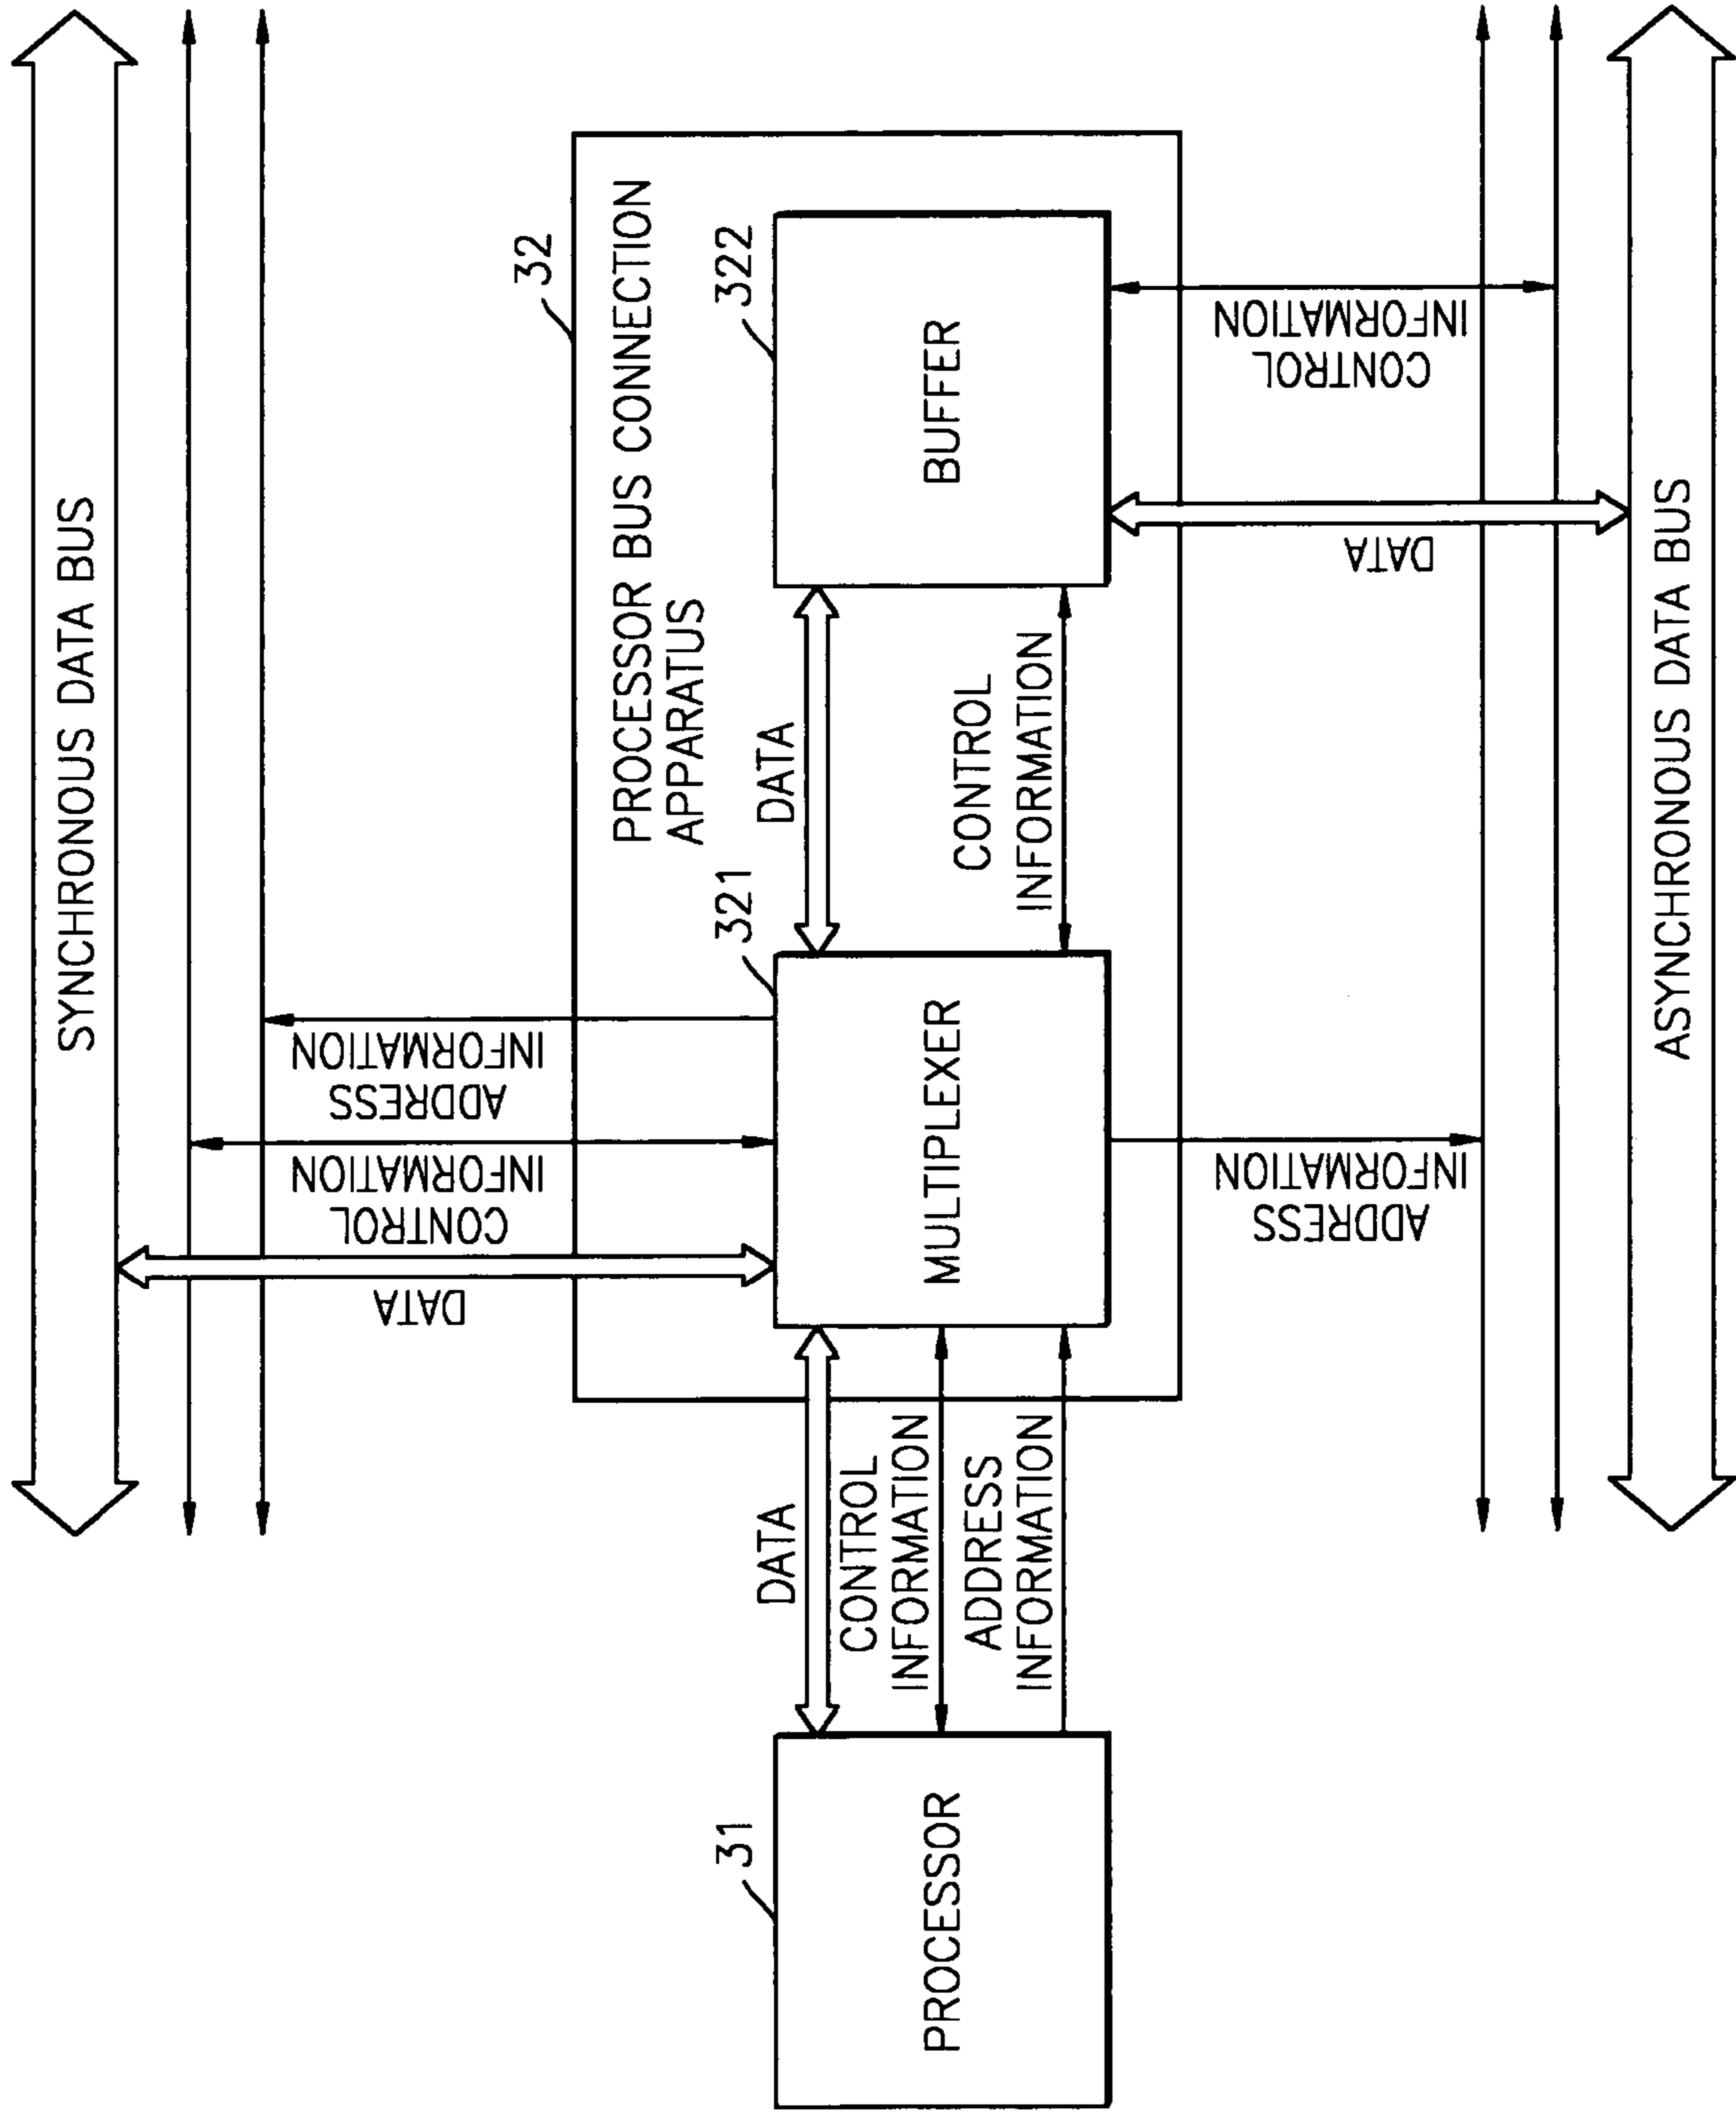 SYNCHRONOUS DATA BUS
DATA
CONTROL
INFORMATION
ADDRESS
INFORMATION
32
PROCESSOR BUS CONNECTION
APPARATUS
31
PROCESSOR
DATA
CONTROL
INFORMATION
ADDRESS
INFORMATION
321
MULTIPLEXER
DATA
CONTROL
INFORMATION
322
BUFFER
ADDRESS
INFORMATION
DATA
CONTROL
INFORMATION
ASYNCHRONOUS DATA BUS